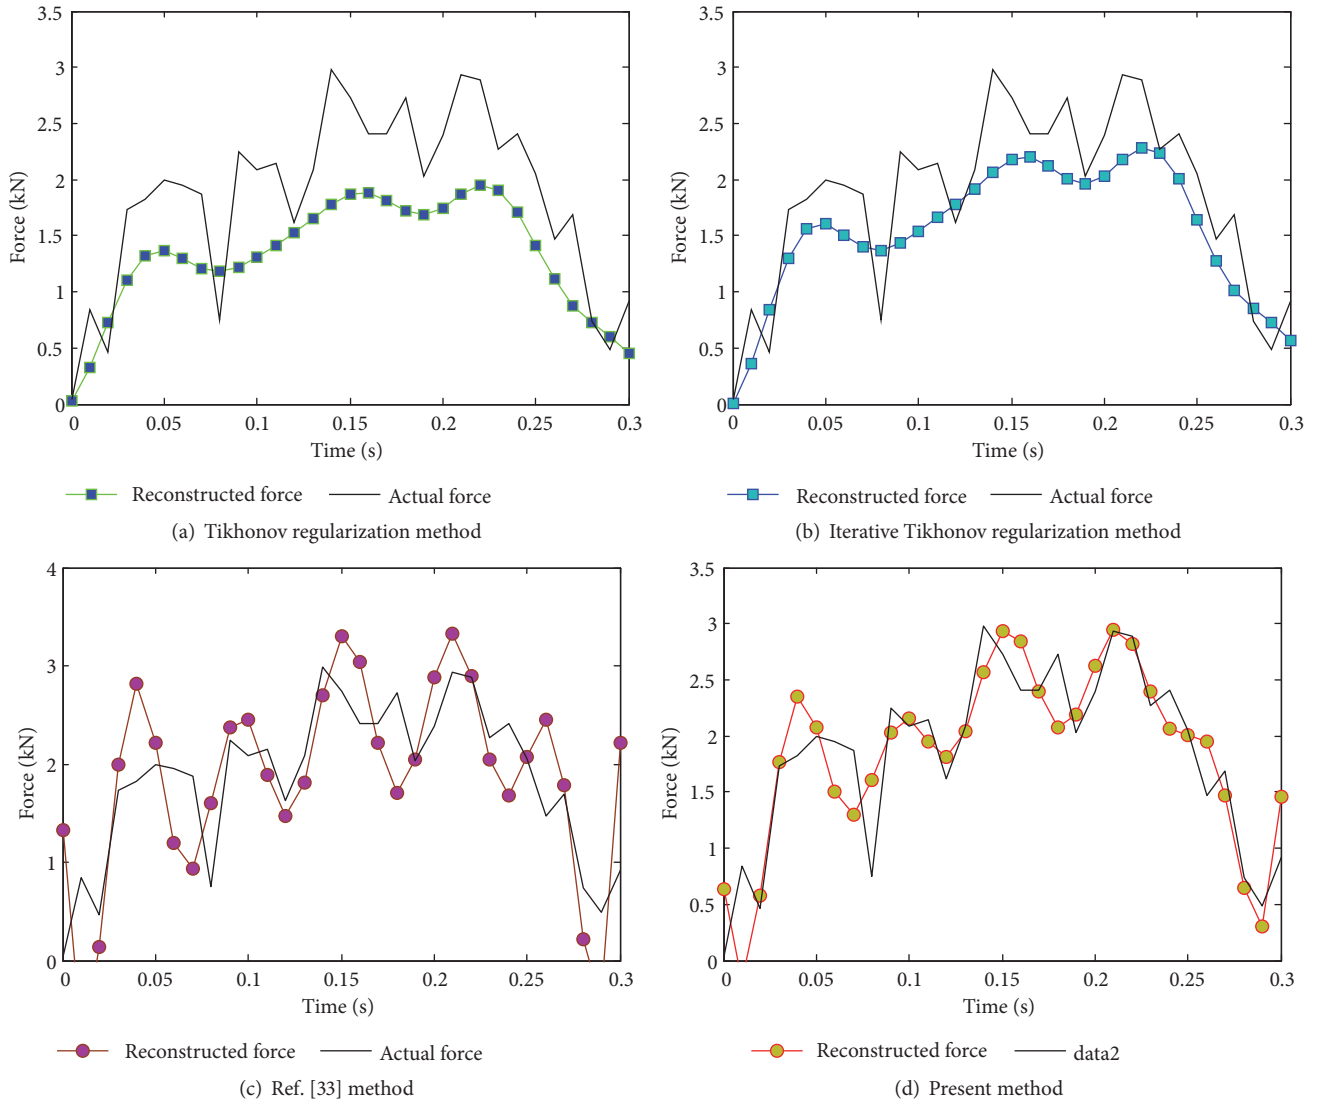 3.5
3
2.5
2
1.5
1
0.5
0
Force (kN)
0 0.05 0.1 0.15 0.2 0.25 0.3
Time (s)
Reconstructed force Actual force
(a) Tikhonov regularization method
3.5
3
2.5
2
1.5
1
0.5
0
Force (kN)
0 0.05 0.1 0.15 0.2 0.25 0.3
Time (s)
Reconstructed force Actual force
(b) Iterative Tikhonov regularization method
4
3
2
1
0
Force (kN)
0 0.05 0.1 0.15 0.2 0.25 0.3
Time (s)
Reconstructed force Actual force
(c) Ref. [33] method
3.5
3
2.5
2
1.5
1
0.5
0
Force (kN)
0 0.05 0.1 0.15 0.2 0.25 0.3
Time (s)
Reconstructed force data2
(d) Present method